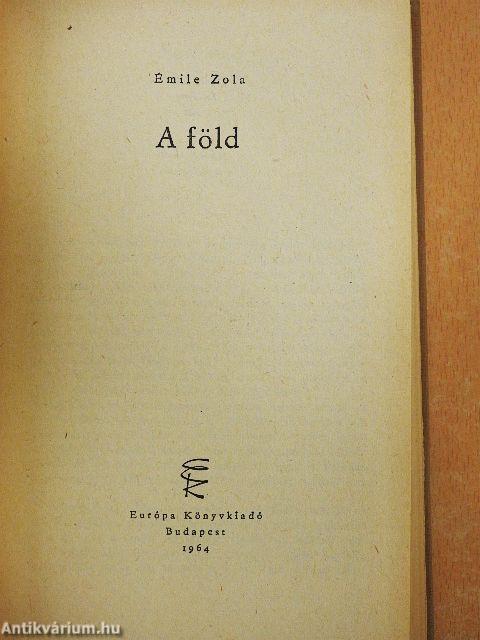 Émile Zola
A föld
Európa Könyvkiadó
Budapest
1964
Antikvárium.hu